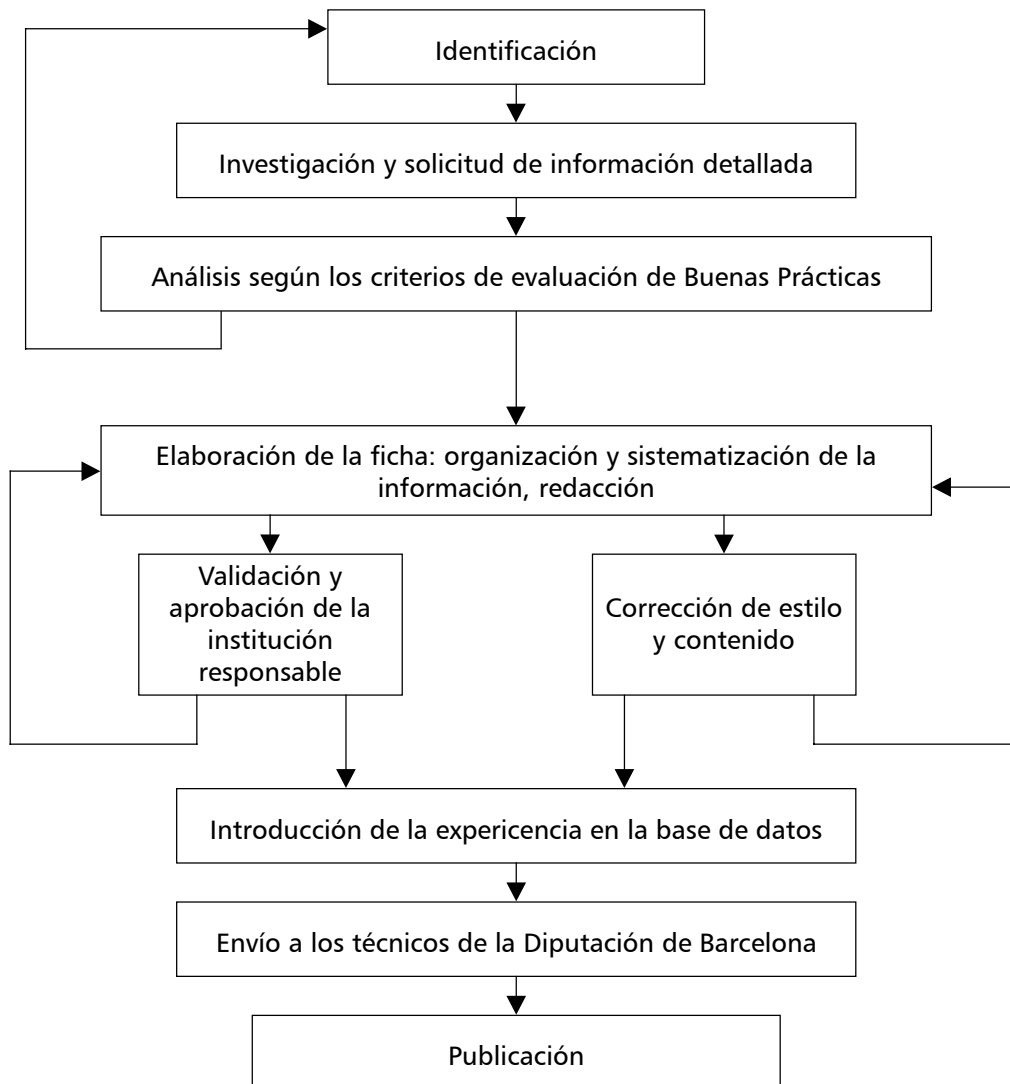 Identificación
Investigación y solicitud de información detallada
Análisis según los criterios de evaluación de Buenas Prácticas
Elaboración de la ficha: organización y sistematización de la
información, redacción
Validación y
aprobación de la
institución
responsable
Corrección de estilo
y contenido
Introducción de la expericencia en la base de datos
Envío a los técnicos de la Diputación de Barcelona
Publicación